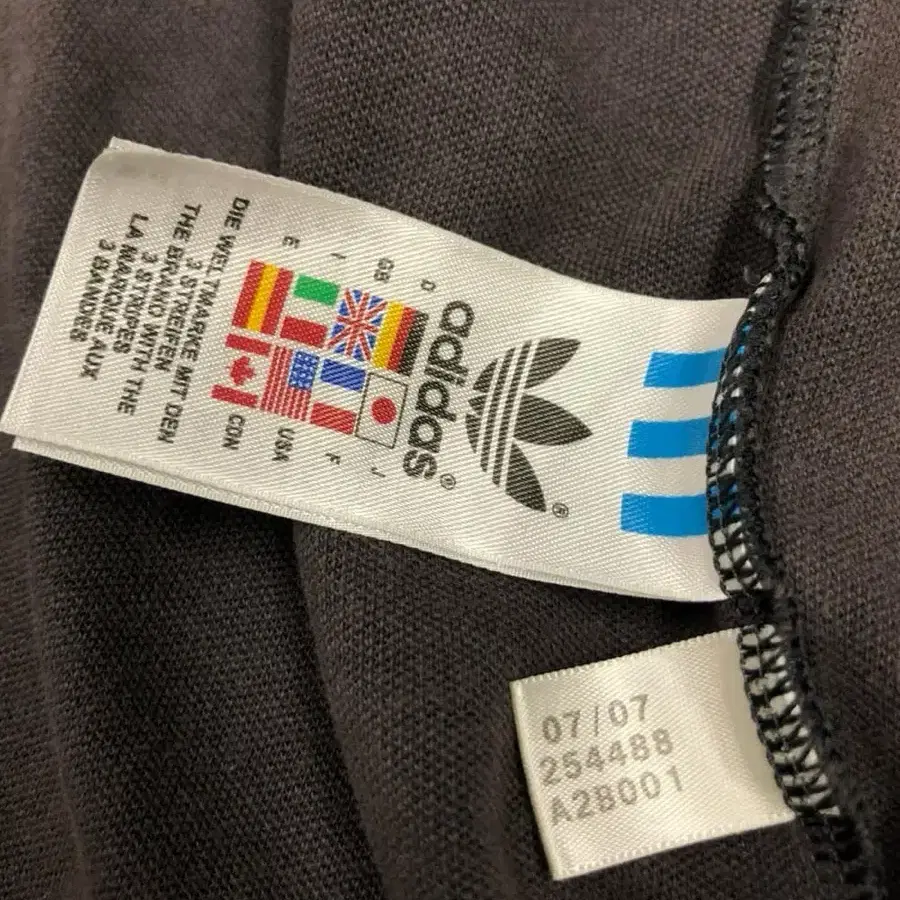 adidas®
®
D
GB
I
E
J
F
USA
CDN
DIE WELTMARKE MIT DEN
3 STREIFEN
THE BRAND WITH THE
3 STRIPES
LA MARQUE AUX
3 BANDES
07/07
254488
A28001